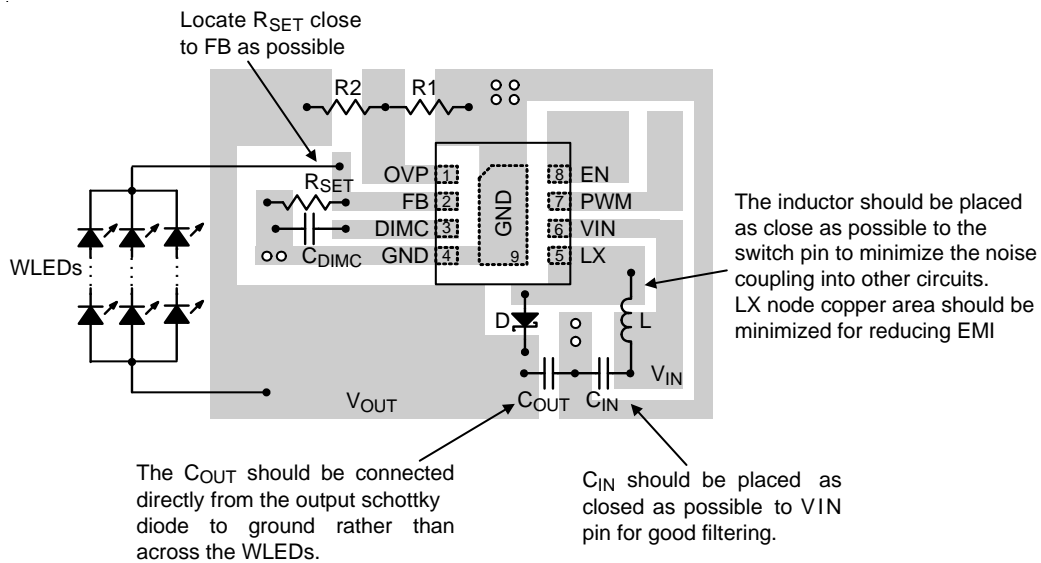 Locate RSET close
to FB as possible
R2 R1
OVP 1 8 EN
RSET
FB 2 7 PWM
GND
DIMC 3 6 VIN
CDIMC
GND 4 9 5 LX
WLEDs
The inductor should be placed
as close as possible to the
switch pin to minimize the noise
coupling into other circuits.
LX node copper area should be
minimized for reducing EMI
D L
VIN
VOUT COUT CIN
The COUT should be connected
directly from the output schottky
diode to ground rather than
across the WLEDs.
CIN should be placed as
closed as possible to VIN
pin for good filtering.